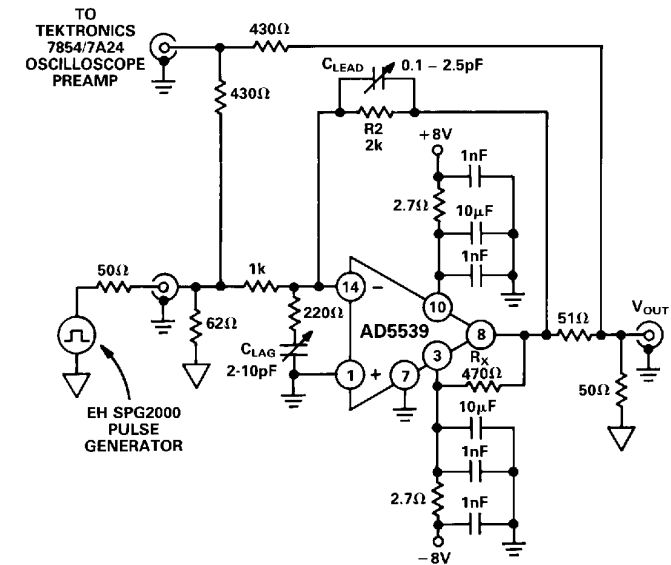 TO
TEKTRONICS
7854/7A24
OSCILLOSCOPE
PREAMP
430Ω
430Ω
CLEAD
0.1 – 2.5pF
R2
2k
+8V
1nF
2.7Ω
10μF
1nF
50Ω
1k
14
–
10
220Ω
AD5539
8
51Ω
VOUT
62Ω
CLAG
2-10pF
3
RX
470Ω
1
+
7
50Ω
EH SPG2000
PULSE
GENERATOR
10μF
1nF
2.7Ω
1nF
–8V